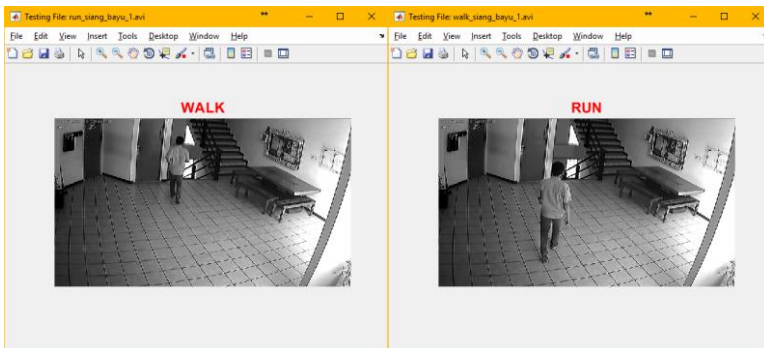 Testing File: run_siang_bayu_1.avi
File Edit View Insert Tools Desktop Window Help
WALK
Testing File: walk_siang_bayu_1.avi
File Edit View Insert Tools Desktop Window Help
RUN